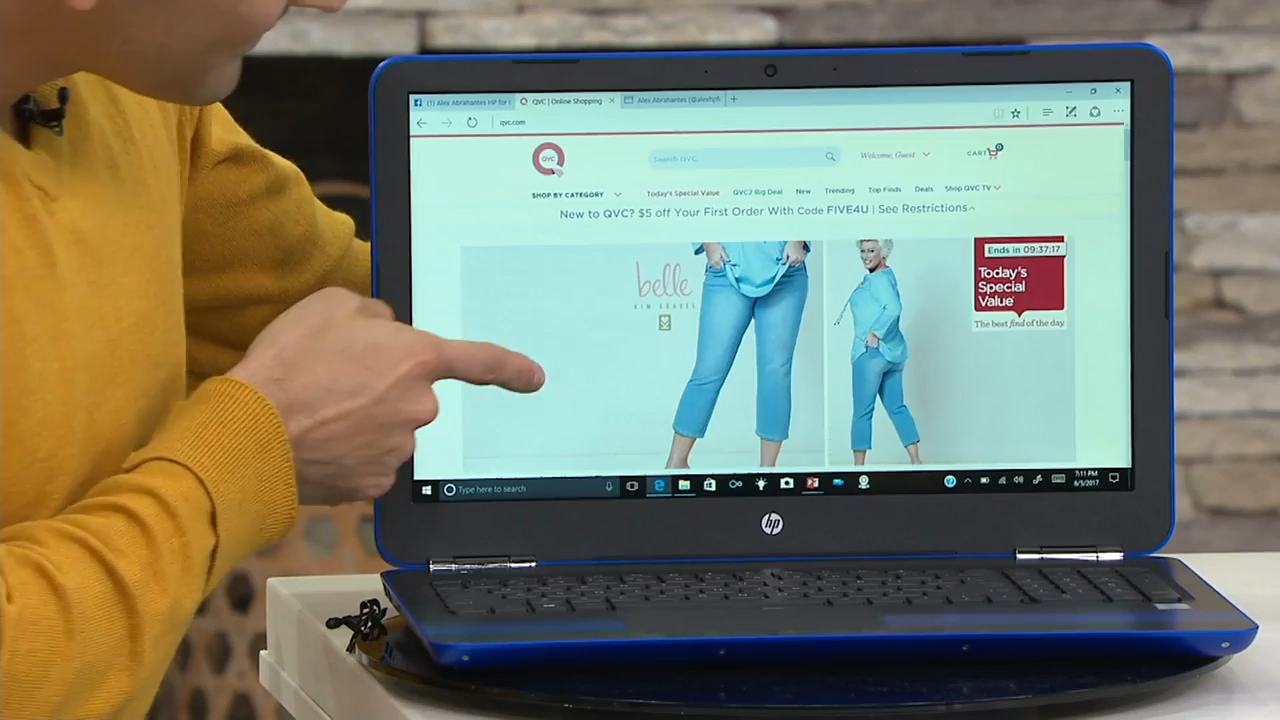 (1) Alex Abrahantes HP for
QVC | Online Shopping
Alex Abrahantes (@alexhpf
qvc.com
QVC
Search QVC
Welcome, Guest
CART
0
SHOP BY CATEGORY
Today's Special Value
QVC2 Big Deal
New
Trending
Top Finds
Deals
Shop QVC TV
New to QVC? $5 off Your First Order With Code FIVE4U | See Restrictions
belle
KIM GRAVEL
Ends in 09:37:17
Today's
Special
Value
The best find of the day
Type here to search
7:11 PM
6/5/2017
hp